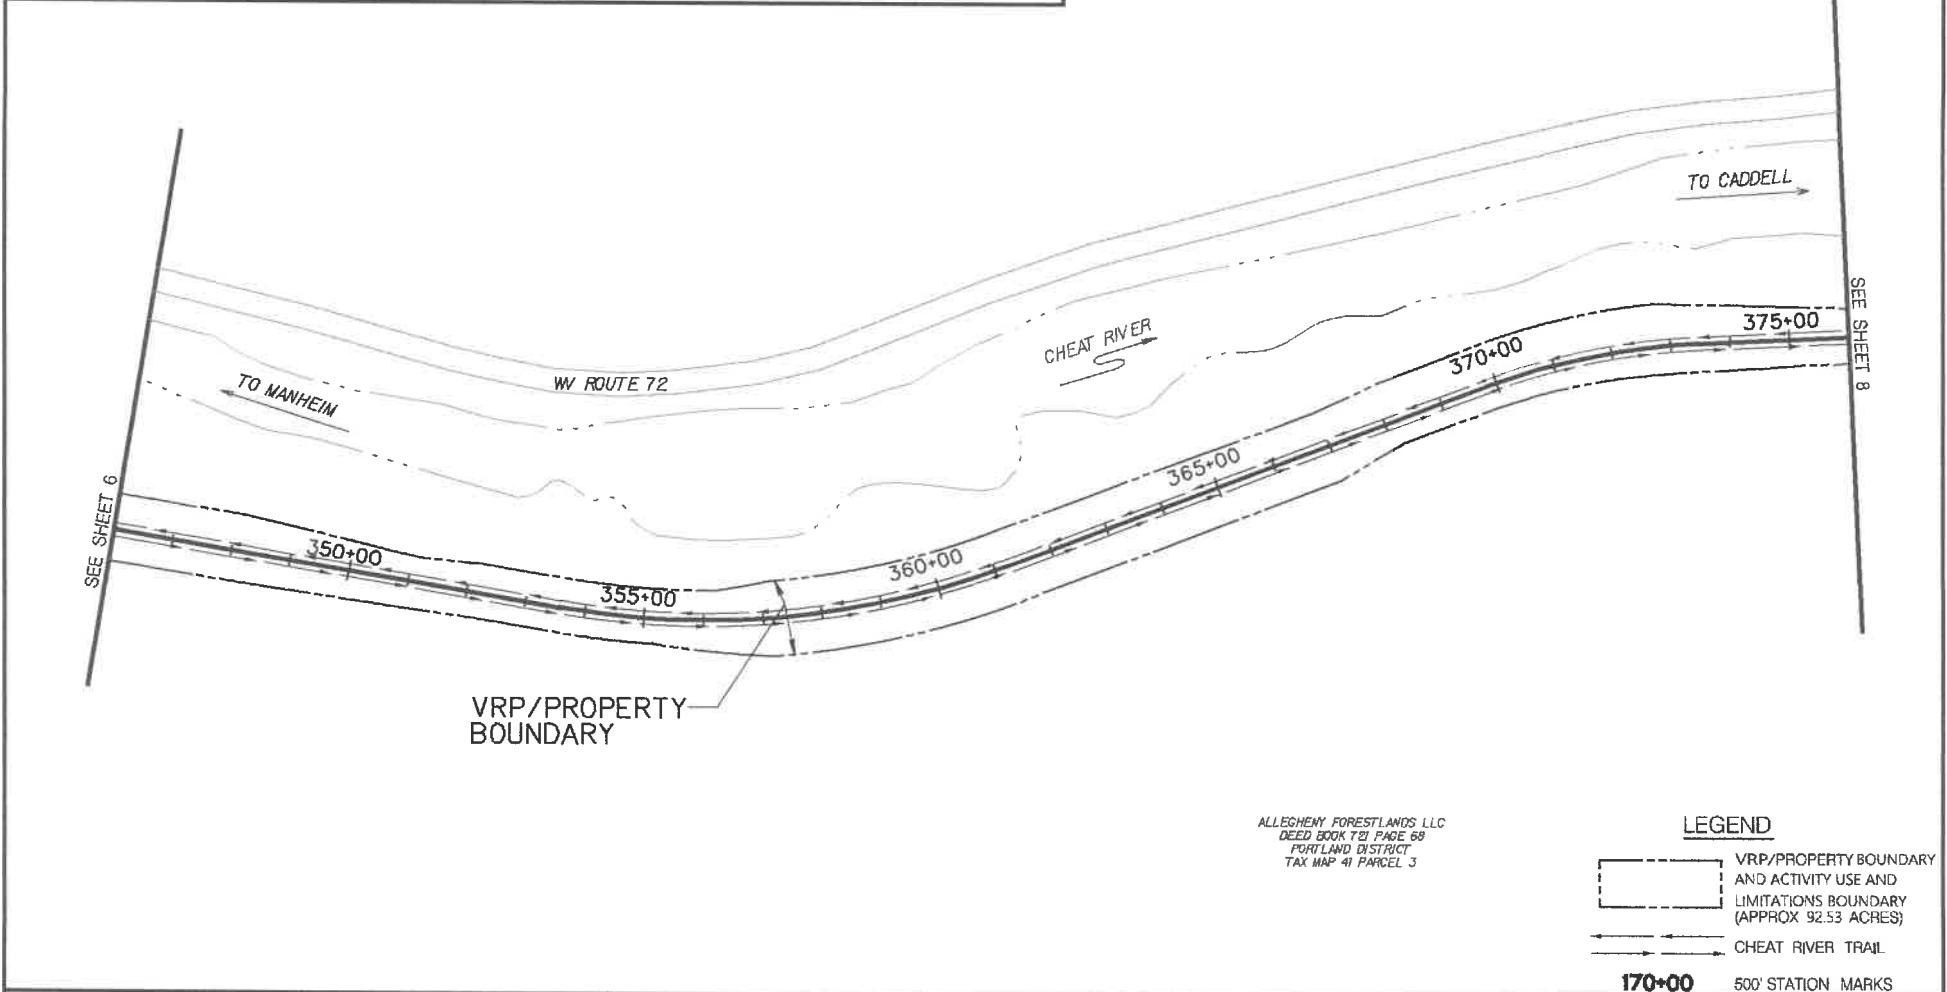 TO CADDELL
SEE SHEET 8
375+00
CHEAT RIVER
370+00
WV ROUTE 72
TO MANHEIM
365+00
SEE SHEET 6
350+00
360+00
355+00
VRP/PROPERTY
BOUNDARY
ALLEGHENY FORESTLANDS LLC
DEED BOOK 721 PAGE 68
PORTLAND DISTRICT
TAX MAP 41 PARCEL 3
LEGEND
VRP/PROPERTY BOUNDARY
AND ACTIVITY USE AND
LIMITATIONS BOUNDARY
(APPROX 92.53 ACRES)
CHEAT RIVER TRAIL
170+00 500' STATION MARKS